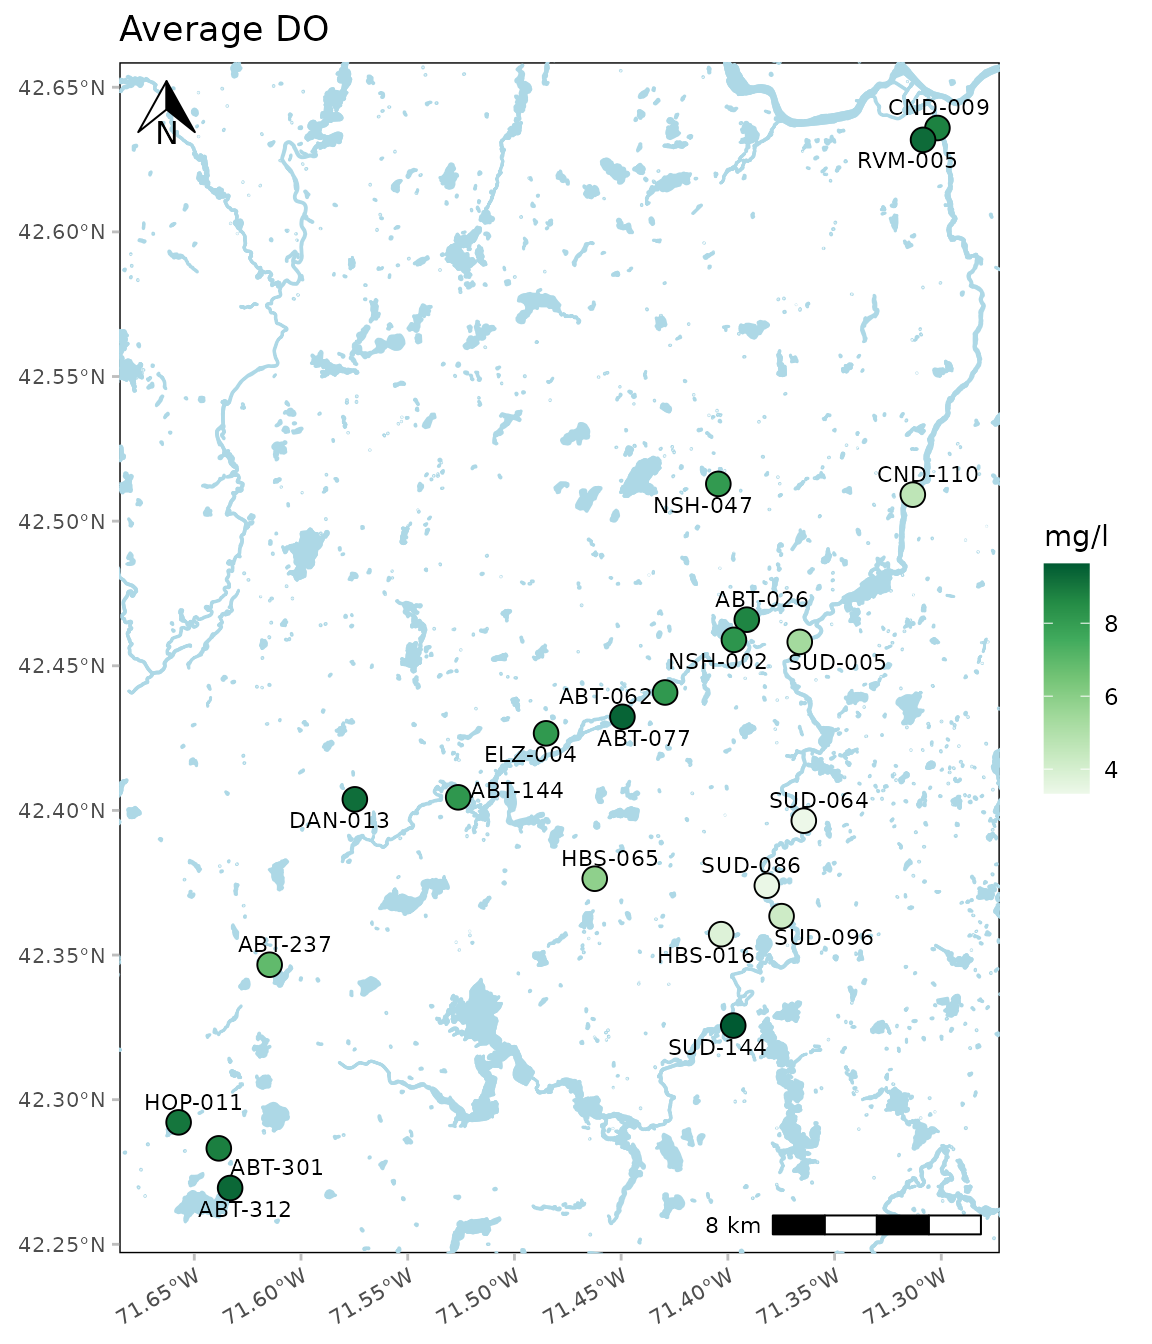 Average DO
42.65°N
N
CND-009
RVM-005
42.60°N
42.55°N
CND-110
NSH-047
42.50°N
mg/l
ABT-026
8
NSH-002
SUD-005
42.45°N
ABT-062
6
ABT-077
ELZ-004
4
ABT-144
SUD-064
42.40°N
DAN-013
HBS-065
SUD-086
ABT-237
SUD-096
42.35°N
HBS-016
SUD-144
42.30°N
HOP-011
ABT-301
ABT-312
8 km
42.25°N
71.65°W
71.60°W
71.55°W
71.50°W
71.45°W
71.40°W
71.35°W
71.30°W